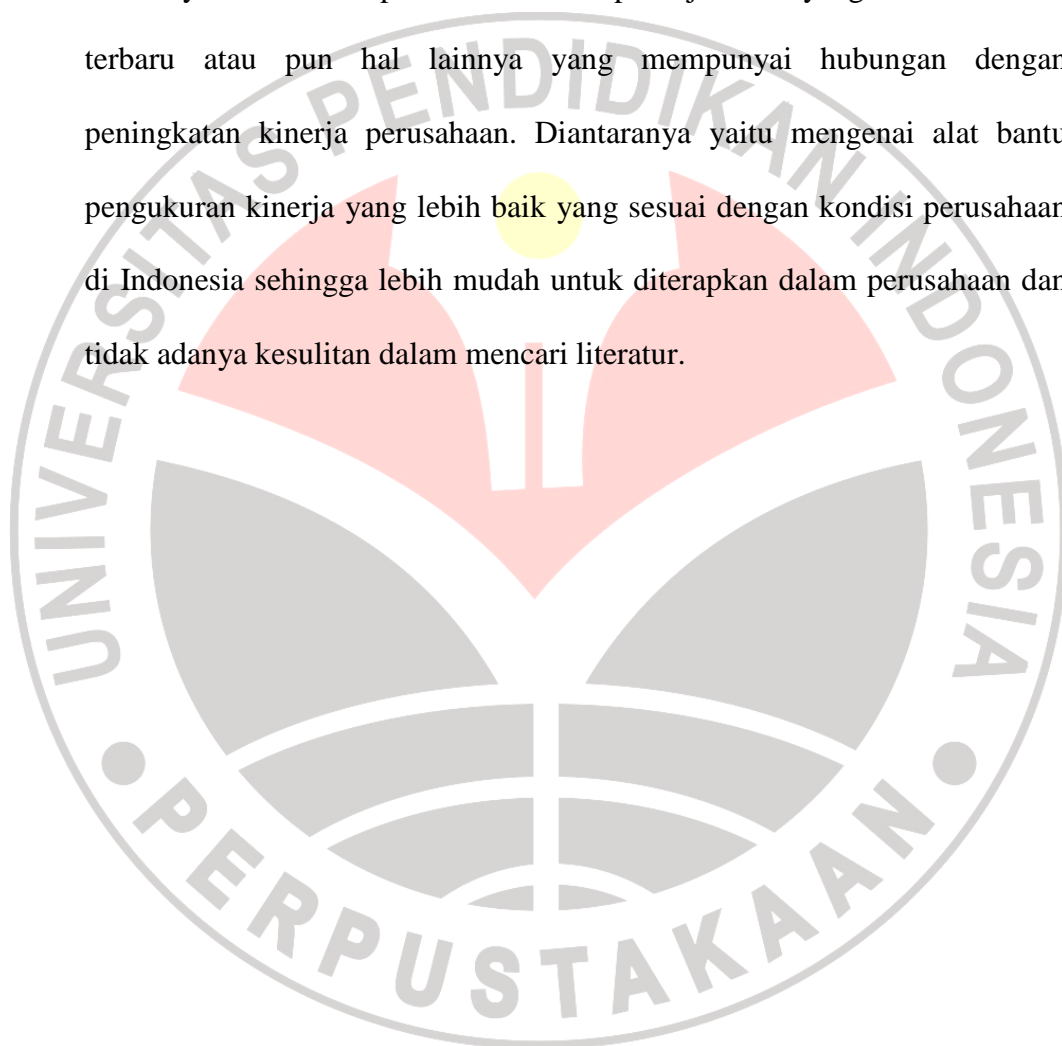 terbaru atau pun hal lainnya yang mempunyai hubungan dengan
peningkatan kinerja perusahaan. Diantaranya yaitu mengenai alat bantu
pengukuran kinerja yang lebih baik yang sesuai dengan kondisi perusahaan
di Indonesia sehingga lebih mudah untuk diterapkan dalam perusahaan dan
tidak adanya kesulitan dalam mencari literatur.
UNIVERSITAS PENDIDIKAN INDONESIA
PERPUSTAKAAN